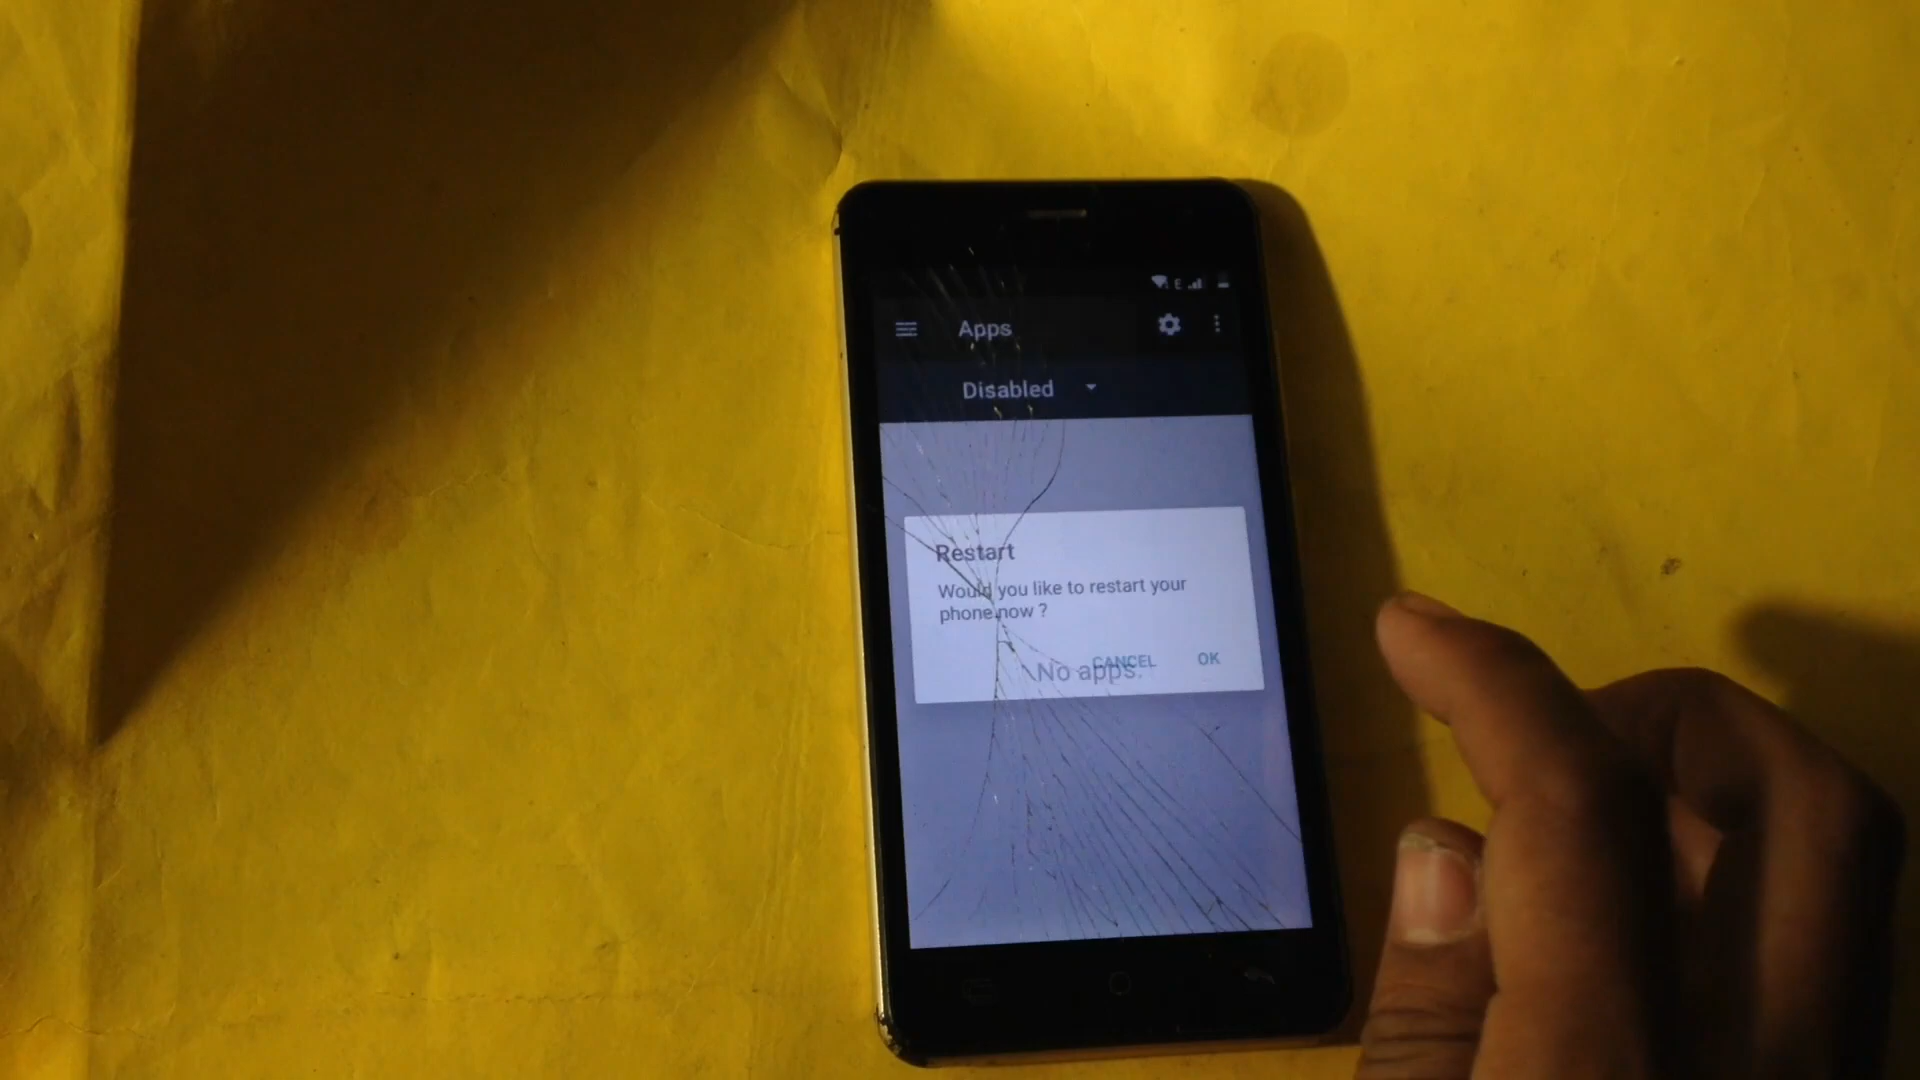 E
Apps
Disabled
Restart
Would you like to restart your
phone now ?
CANCEL OK
No apps.